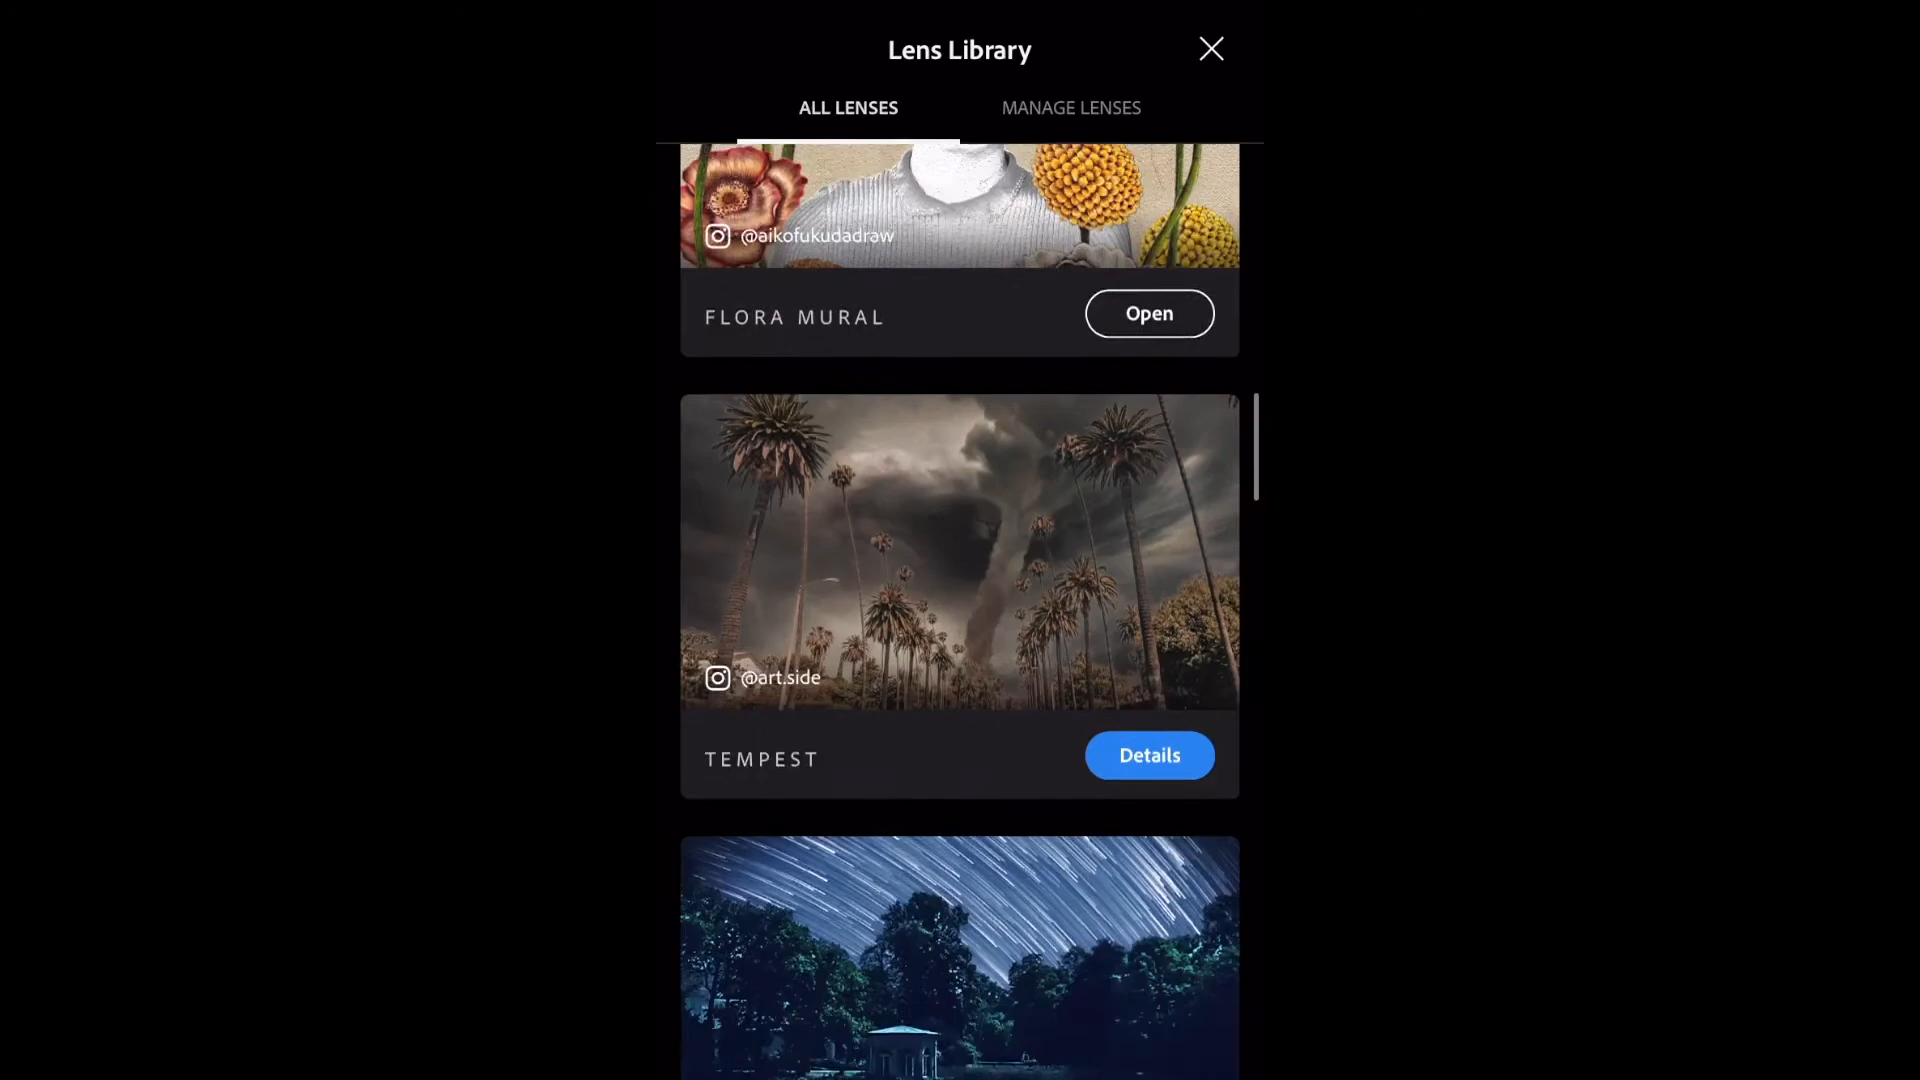 Lens Library
ALL LENSES
MANAGE LENSES
@aikofukudadraw
FLORA MURAL
Open
@art.side
TEMPEST
Details